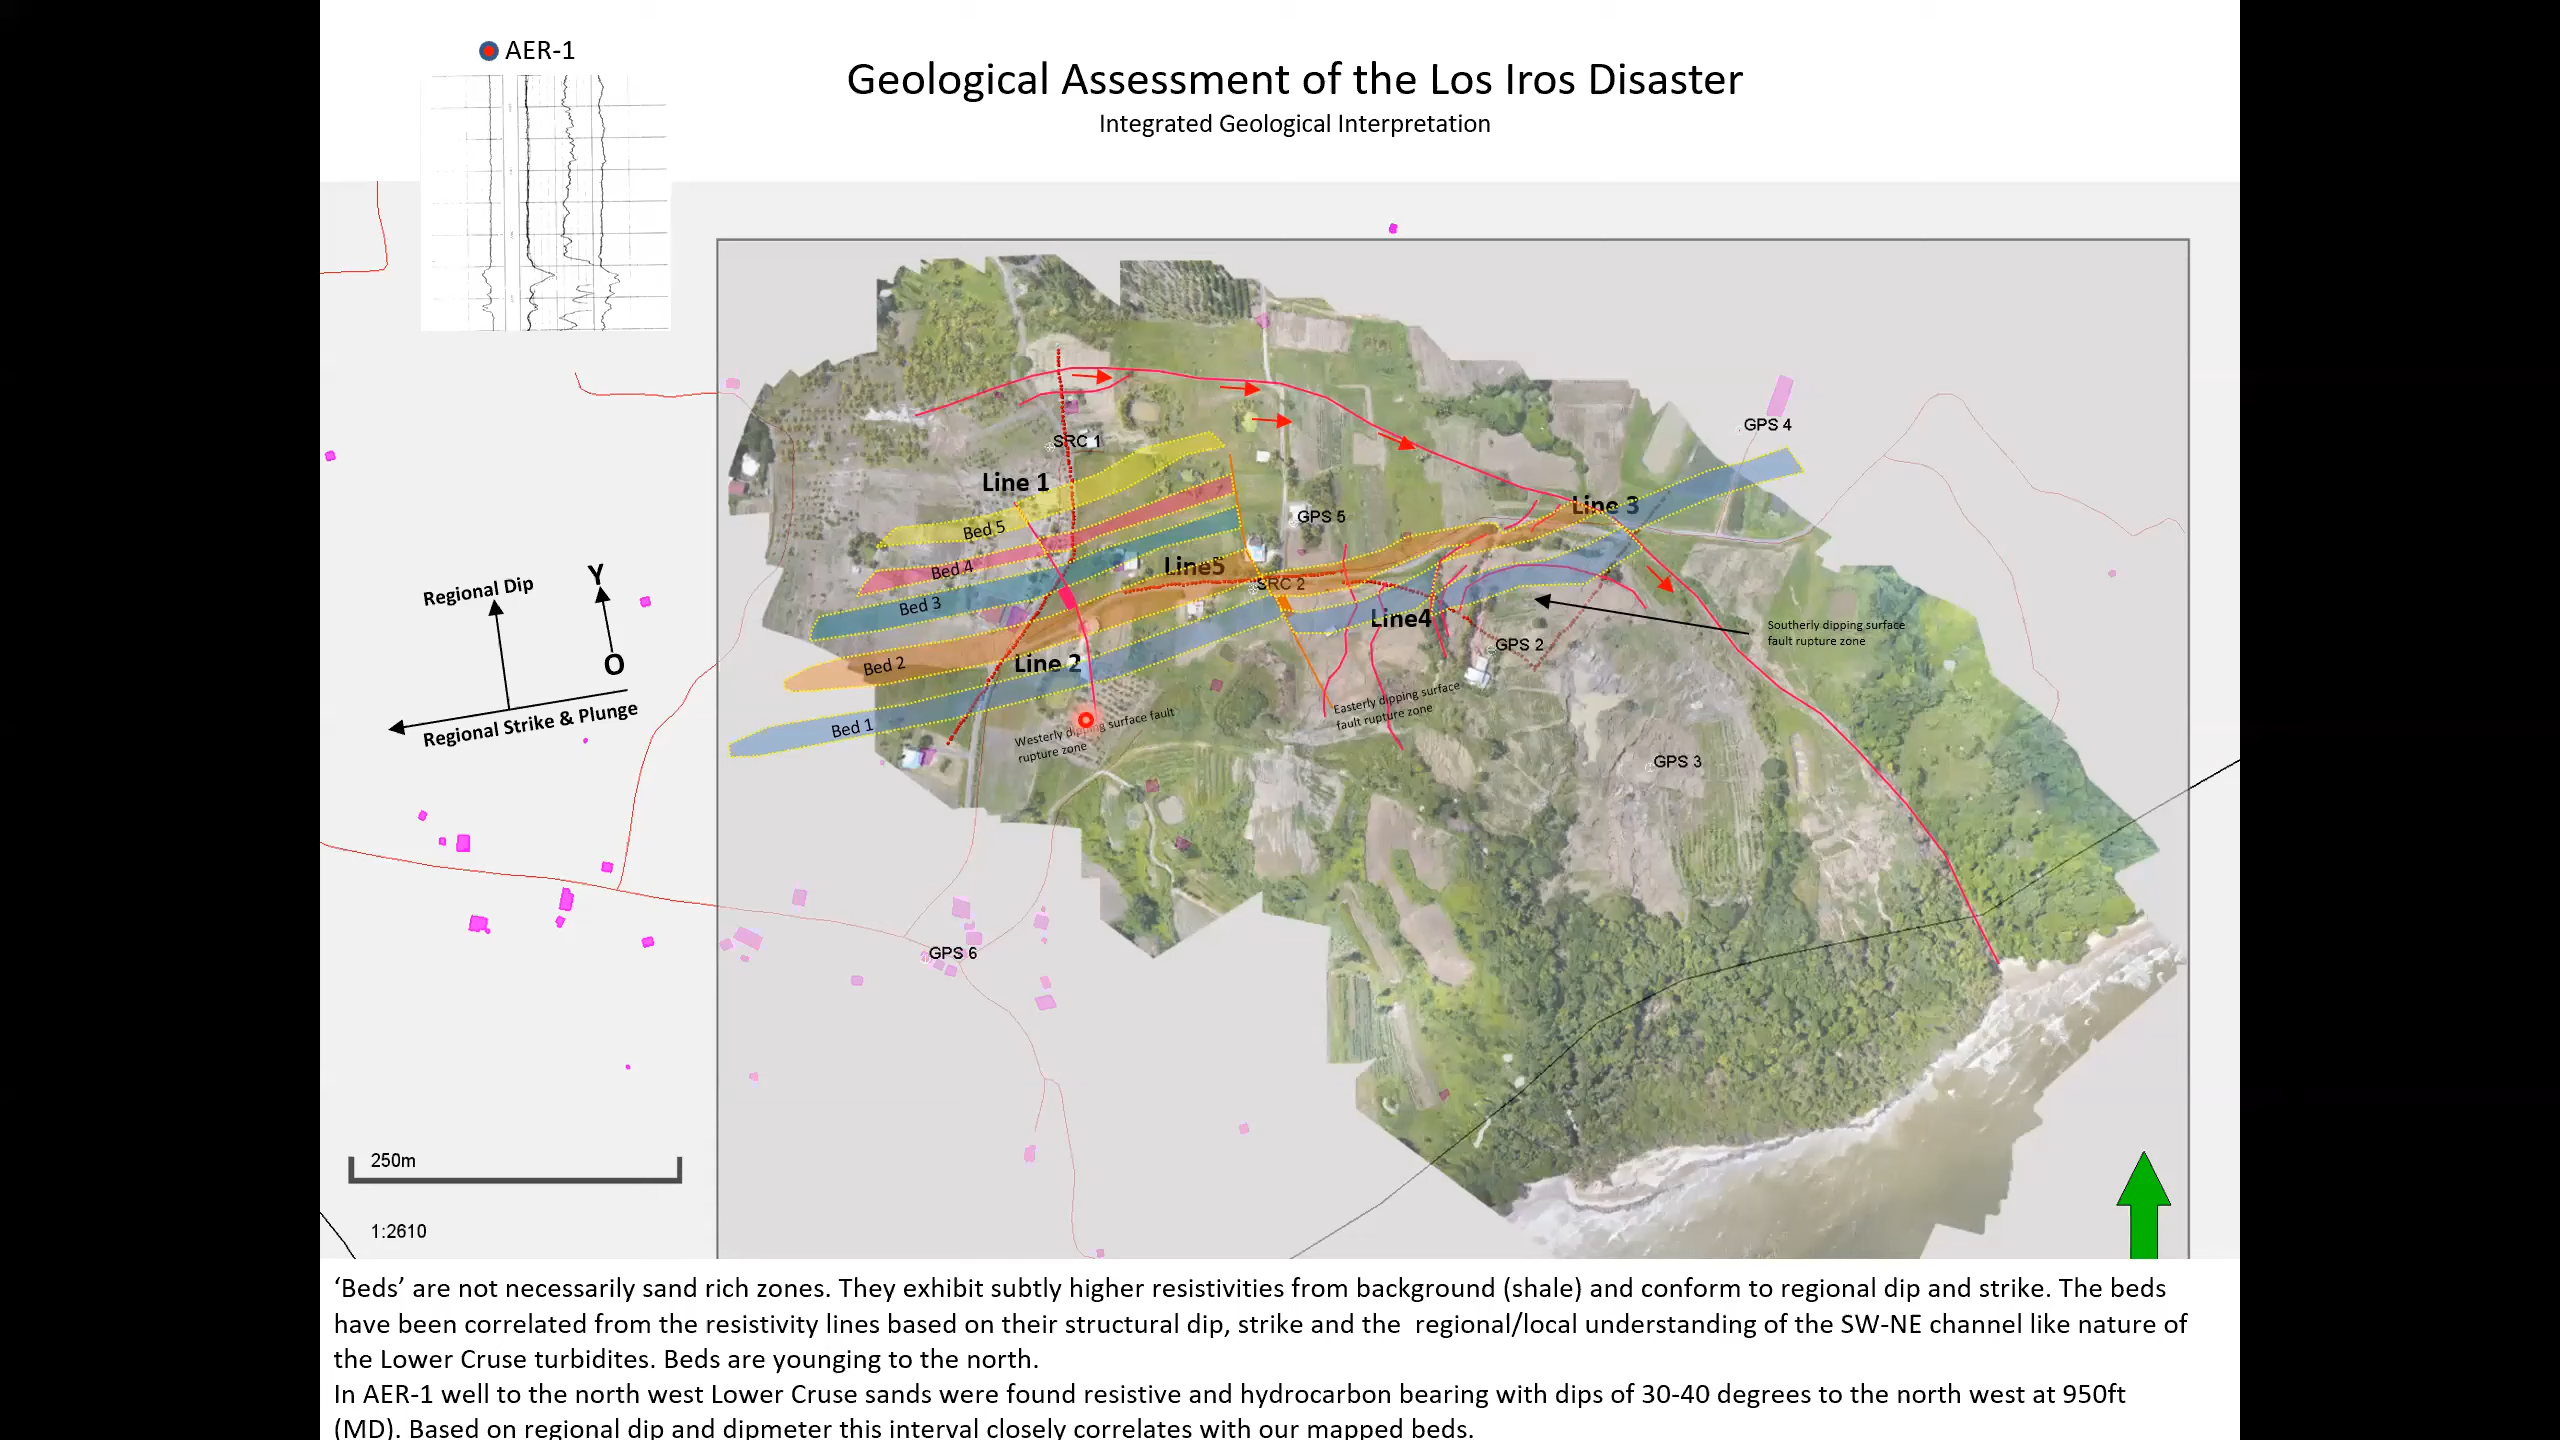 AER-1
Geological Assessment of the Los Iros Disaster
Integrated Geological Interpretation
GPS 4
SRC 1
Line 1
Line 3
GPS 5
Bed 5
Bed 4
Line5
SRC 2
Regional Dip
Y
Bed 3
Line4
Southerly dipping surface
fault rupture zone
GPS 2
O
Bed 2
Line 2
Regional Strike & Plunge
Easterly dipping surface
fault rupture zone
Bed 1
Westerly dipping surface fault
rupture zone
GPS 3
GPS 6
250m
1:2610
‘Beds’ are not necessarily sand rich zones. They exhibit subtly higher resistivities from background (shale) and conform to regional dip and strike. The beds
have been correlated from the resistivity lines based on their structural dip, strike and the regional/local understanding of the SW-NE channel like nature of
the Lower Cruse turbidites. Beds are younging to the north.
In AER-1 well to the north west Lower Cruse sands were found resistive and hydrocarbon bearing with dips of 30-40 degrees to the north west at 950ft
(MD). Based on regional dip and dipmeter this interval closely correlates with our mapped beds.